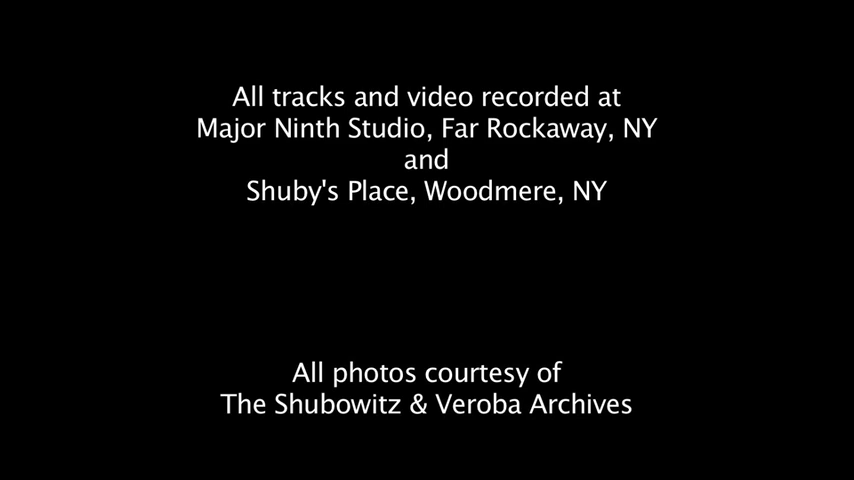 All tracks and video recorded at
Major Ninth Studio, Far Rockaway, NY
and
Shuby's Place, Woodmere, NY
All photos courtesy of
The Shubowitz & Veroba Archives